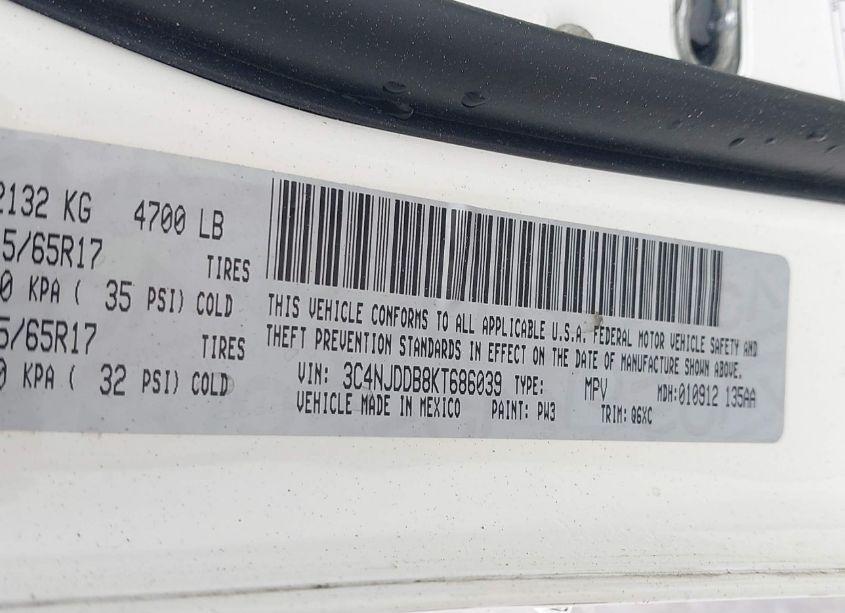 2132 KG 4700 LB
5/65R17 TIRES
0 KPA ( 35 PSI) COLD
5/65R17 TIRES
0 KPA ( 32 PSI) COLD
THIS VEHICLE CONFORMS TO ALL APPLICABLE U.S.A. FEDERAL MOTOR VEHICLE SAFETY AND
THEFT PREVENTION STANDARDS IN EFFECT ON THE DATE OF MANUFACTURE SHOWN ABOVE.
VIN: 3C4NJDDB8KT686039 TYPE: MPV MDH:010912 135AA
VEHICLE MADE IN MEXICO PAINT: PW3 TRIM: Q6XC